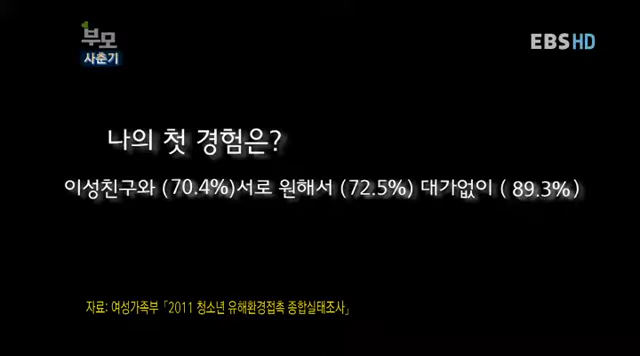 부모
EBS HD
사춘기
나의 첫 경험은?
이성친구와 (70.4%)서로 원해서 (72.5%) 대가없이 ( 89.3%)
자료: 여성가족부 「2011 청소년 유해환경접촉 종합실태조사」